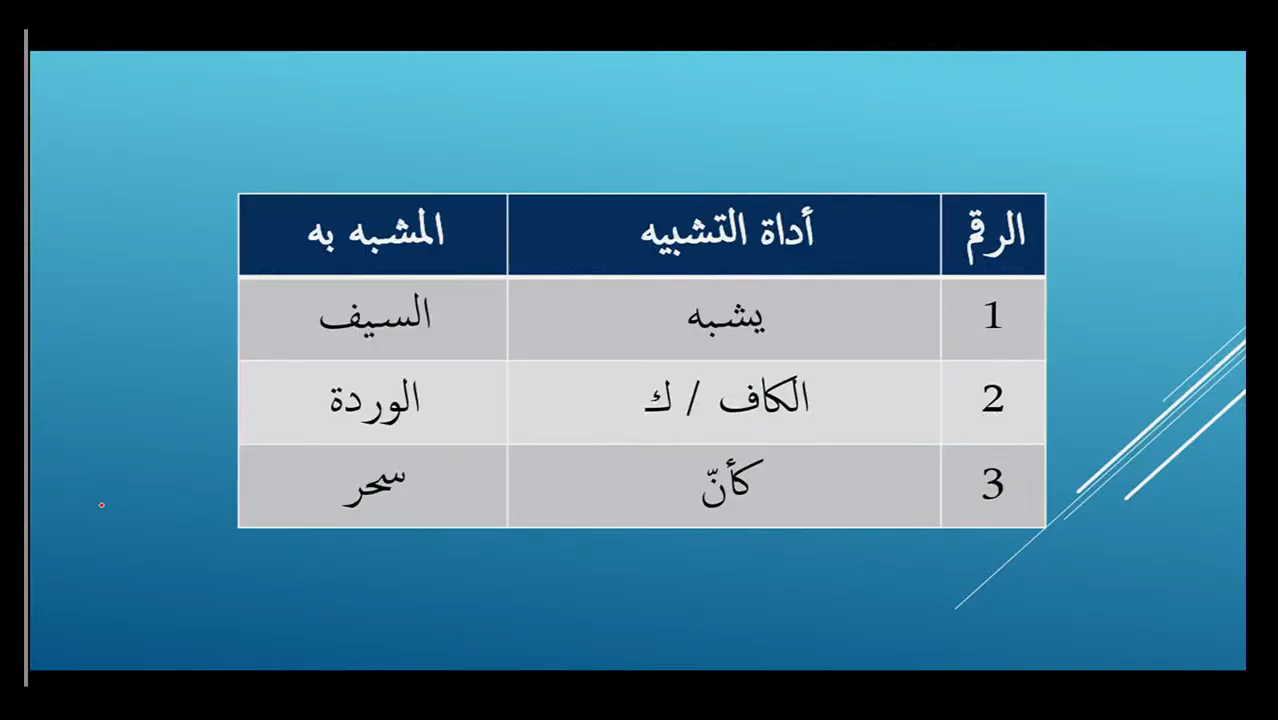 الرقم أداة التشبيه المشبه به
1 يشبه السيف
2 الكاف / ك الوردة
3 كأنّ سحر